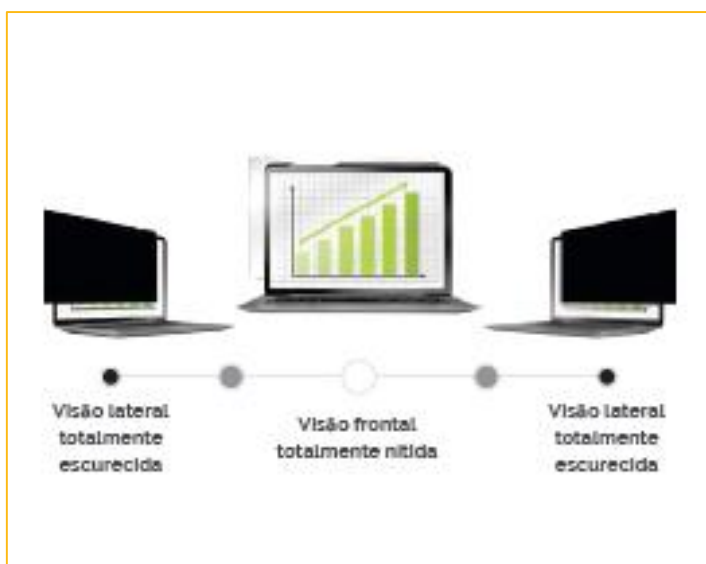 Visão lateral
totalmente
escurecida
Visão frontal
totalmente nítida
Visão lateral
totalmente
escurecida